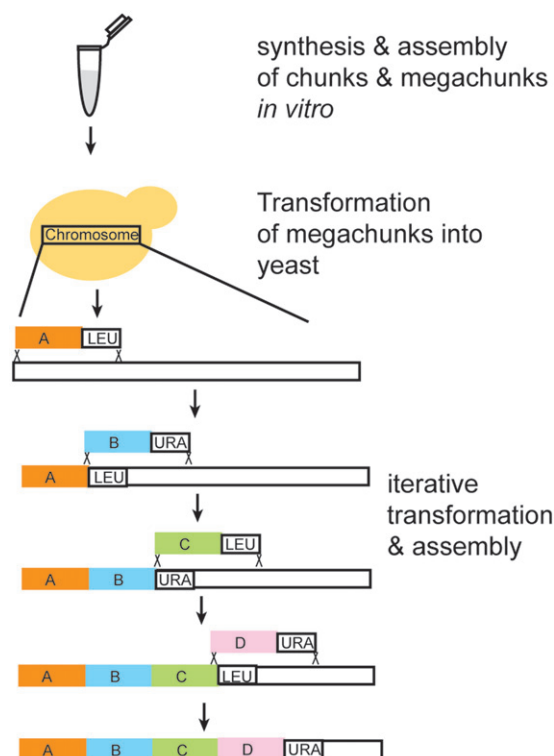 synthesis & assembly
of chunks & megachunks
in vitro
Transformation
of megachunks into
yeast
Chromosome
A LEU
B URA
A LEU
iterative
transformation
& assembly
C LEU
A B URA
D URA
A B C LEU
A B C D URA